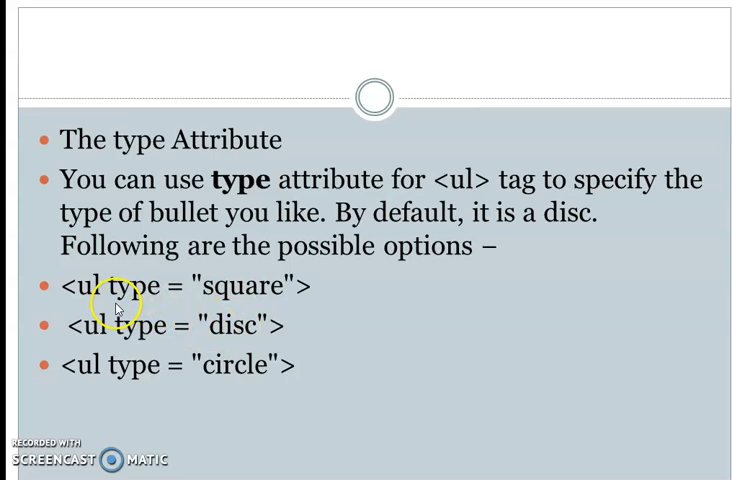 The type Attribute
You can use type attribute for <ul> tag to specify the
type of bullet you like. By default, it is a disc.
Following are the possible options –
<ul type = "square">
<ul type = "disc">
<ul type = "circle">
RECORDED WITH
SCREENCAST MATIC